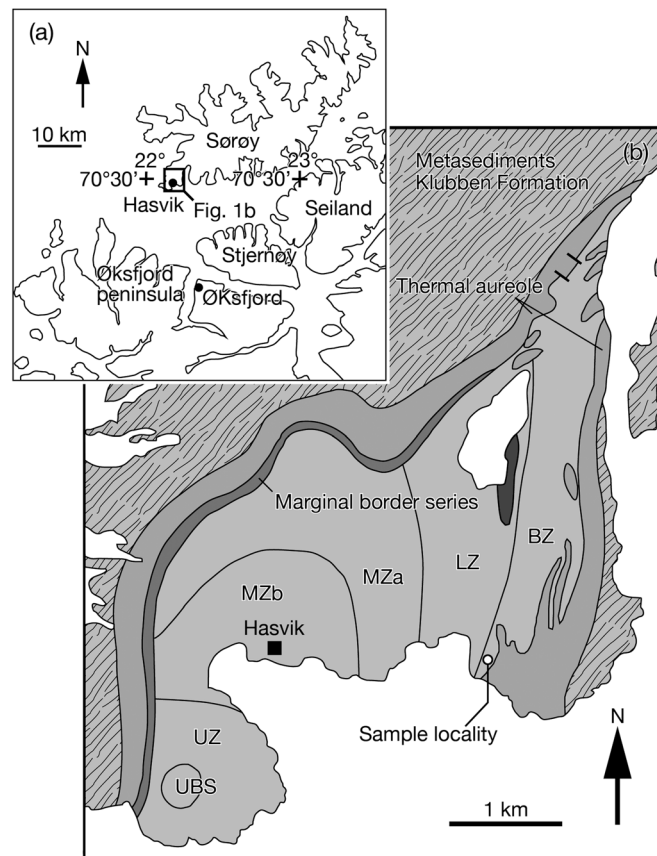 (a)
N
10 km
Sørøy
22°
23°
70°30'
70°30'
Hasvik
Fig. 1b
Seiland
Stjernøy
Øksfjord
peninsula
ØKsfjord
(b)
Metasediments
Klubben Formation
Thermal aureole
Marginal border series
BZ
LZ
MZa
MZb
Hasvik
Sample locality
UZ
UBS
N
1 km